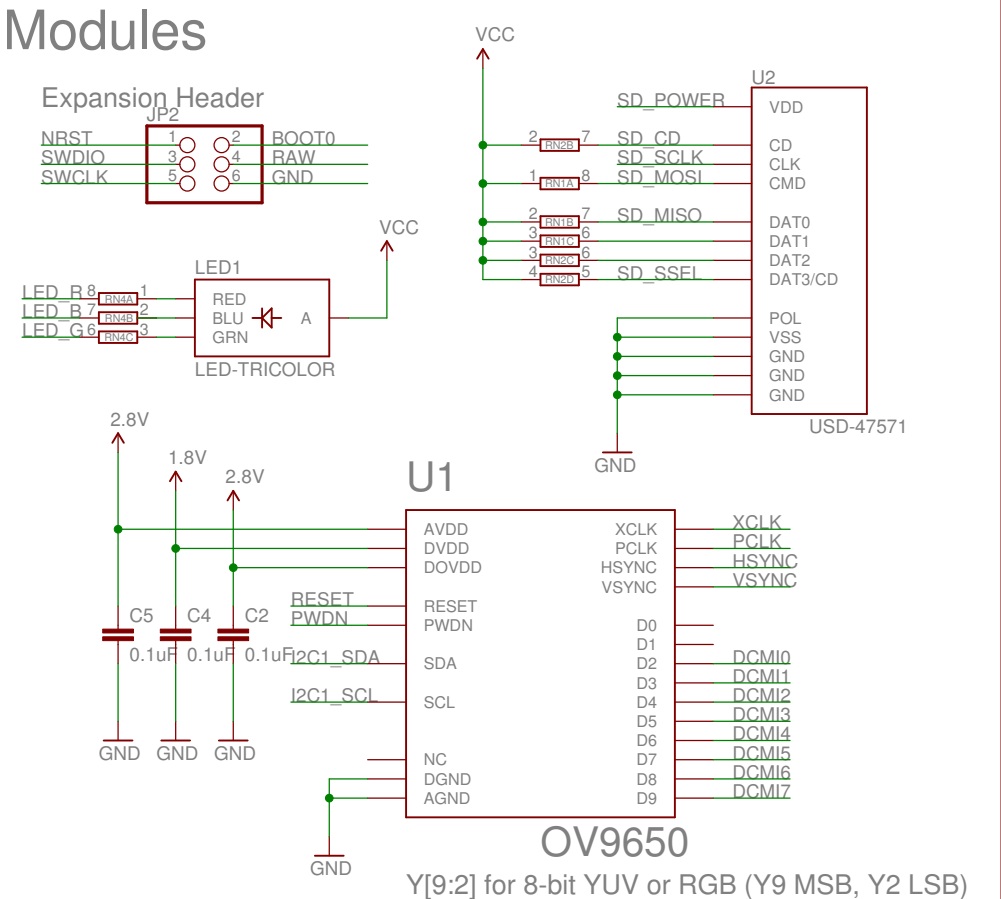 Modules
Expansion Header
JP2
NRST 1 2 BOOT0
SWDIO 3 4 RAW
SWCLK 5 6 GND
VCC
LED1
LED_R 8 RN4A 1 RED
LED_B 7 RN4B 2 BLU A
LED_G 6 RN4C 3 GRN
LED-TRICOLOR
VCC
U2
SD_POWER VDD
2 RN2B 7 SD_CD CD
SD_SCLK CLK
1 RN1A 8 SD_MOSI CMD
2 RN1B 7 SD_MISO DAT0
3 RN1C 6 DAT1
3 RN2C 6 DAT2
4 RN2D 5 SD_SSEL DAT3/CD
POL
VSS
GND
GND
GND
USD-47571
GND
2.8V
1.8V
2.8V
C5 C4 C2
0.1uF 0.1uF 0.1uF
GND GND GND
U1
AVDD XCLK XCLK
DVDD PCLK PCLK
DOVDD HSYNC HSYNC
VSYNC VSYNC
RESET RESET
PWDN PWDN D0
D1
I2C1_SDA SDA D2 DCMI0
D3 DCMI1
I2C1_SCL SCL D4 DCMI2
D5 DCMI3
D6 DCMI4
NC D7 DCMI5
DGND D8 DCMI6
AGND D9 DCMI7
GND
OV9650
Y[9:2] for 8-bit YUV or RGB (Y9 MSB, Y2 LSB)